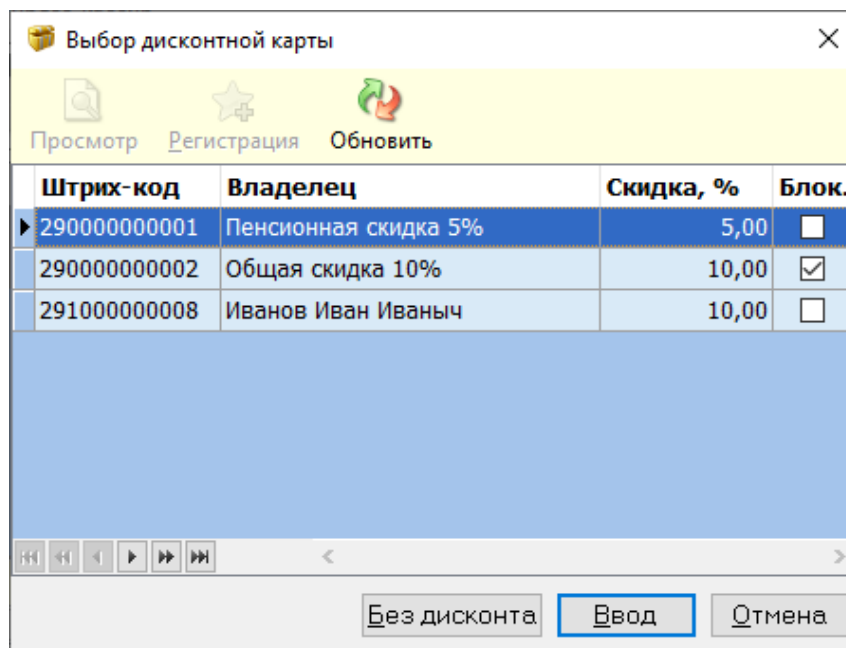 Выбор дисконтной карты
Просмотр Регистрация Обновить
Штрих-код Владелец Скидка, % Блок.
290000000001 Пенсионная скидка 5% 5,00
290000000002 Общая скидка 10% 10,00
291000000008 Иванов Иван Иваныч 10,00
Без дисконта Ввод Отмена